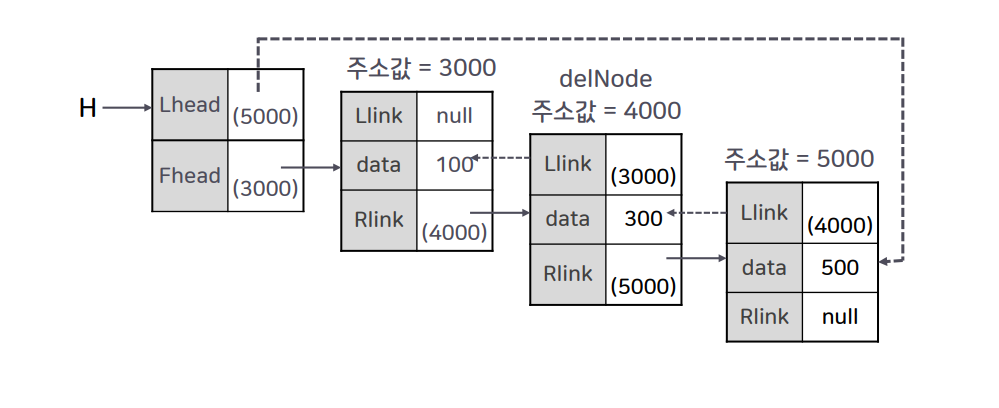 H
Lhead
(5000)
Fhead
(3000)
주소값 = 3000
Llink
null
data
100
Rlink
(4000)
delNode
주소값 = 4000
Llink
(3000)
data
300
Rlink
(5000)
주소값 = 5000
Llink
(4000)
data
500
Rlink
null